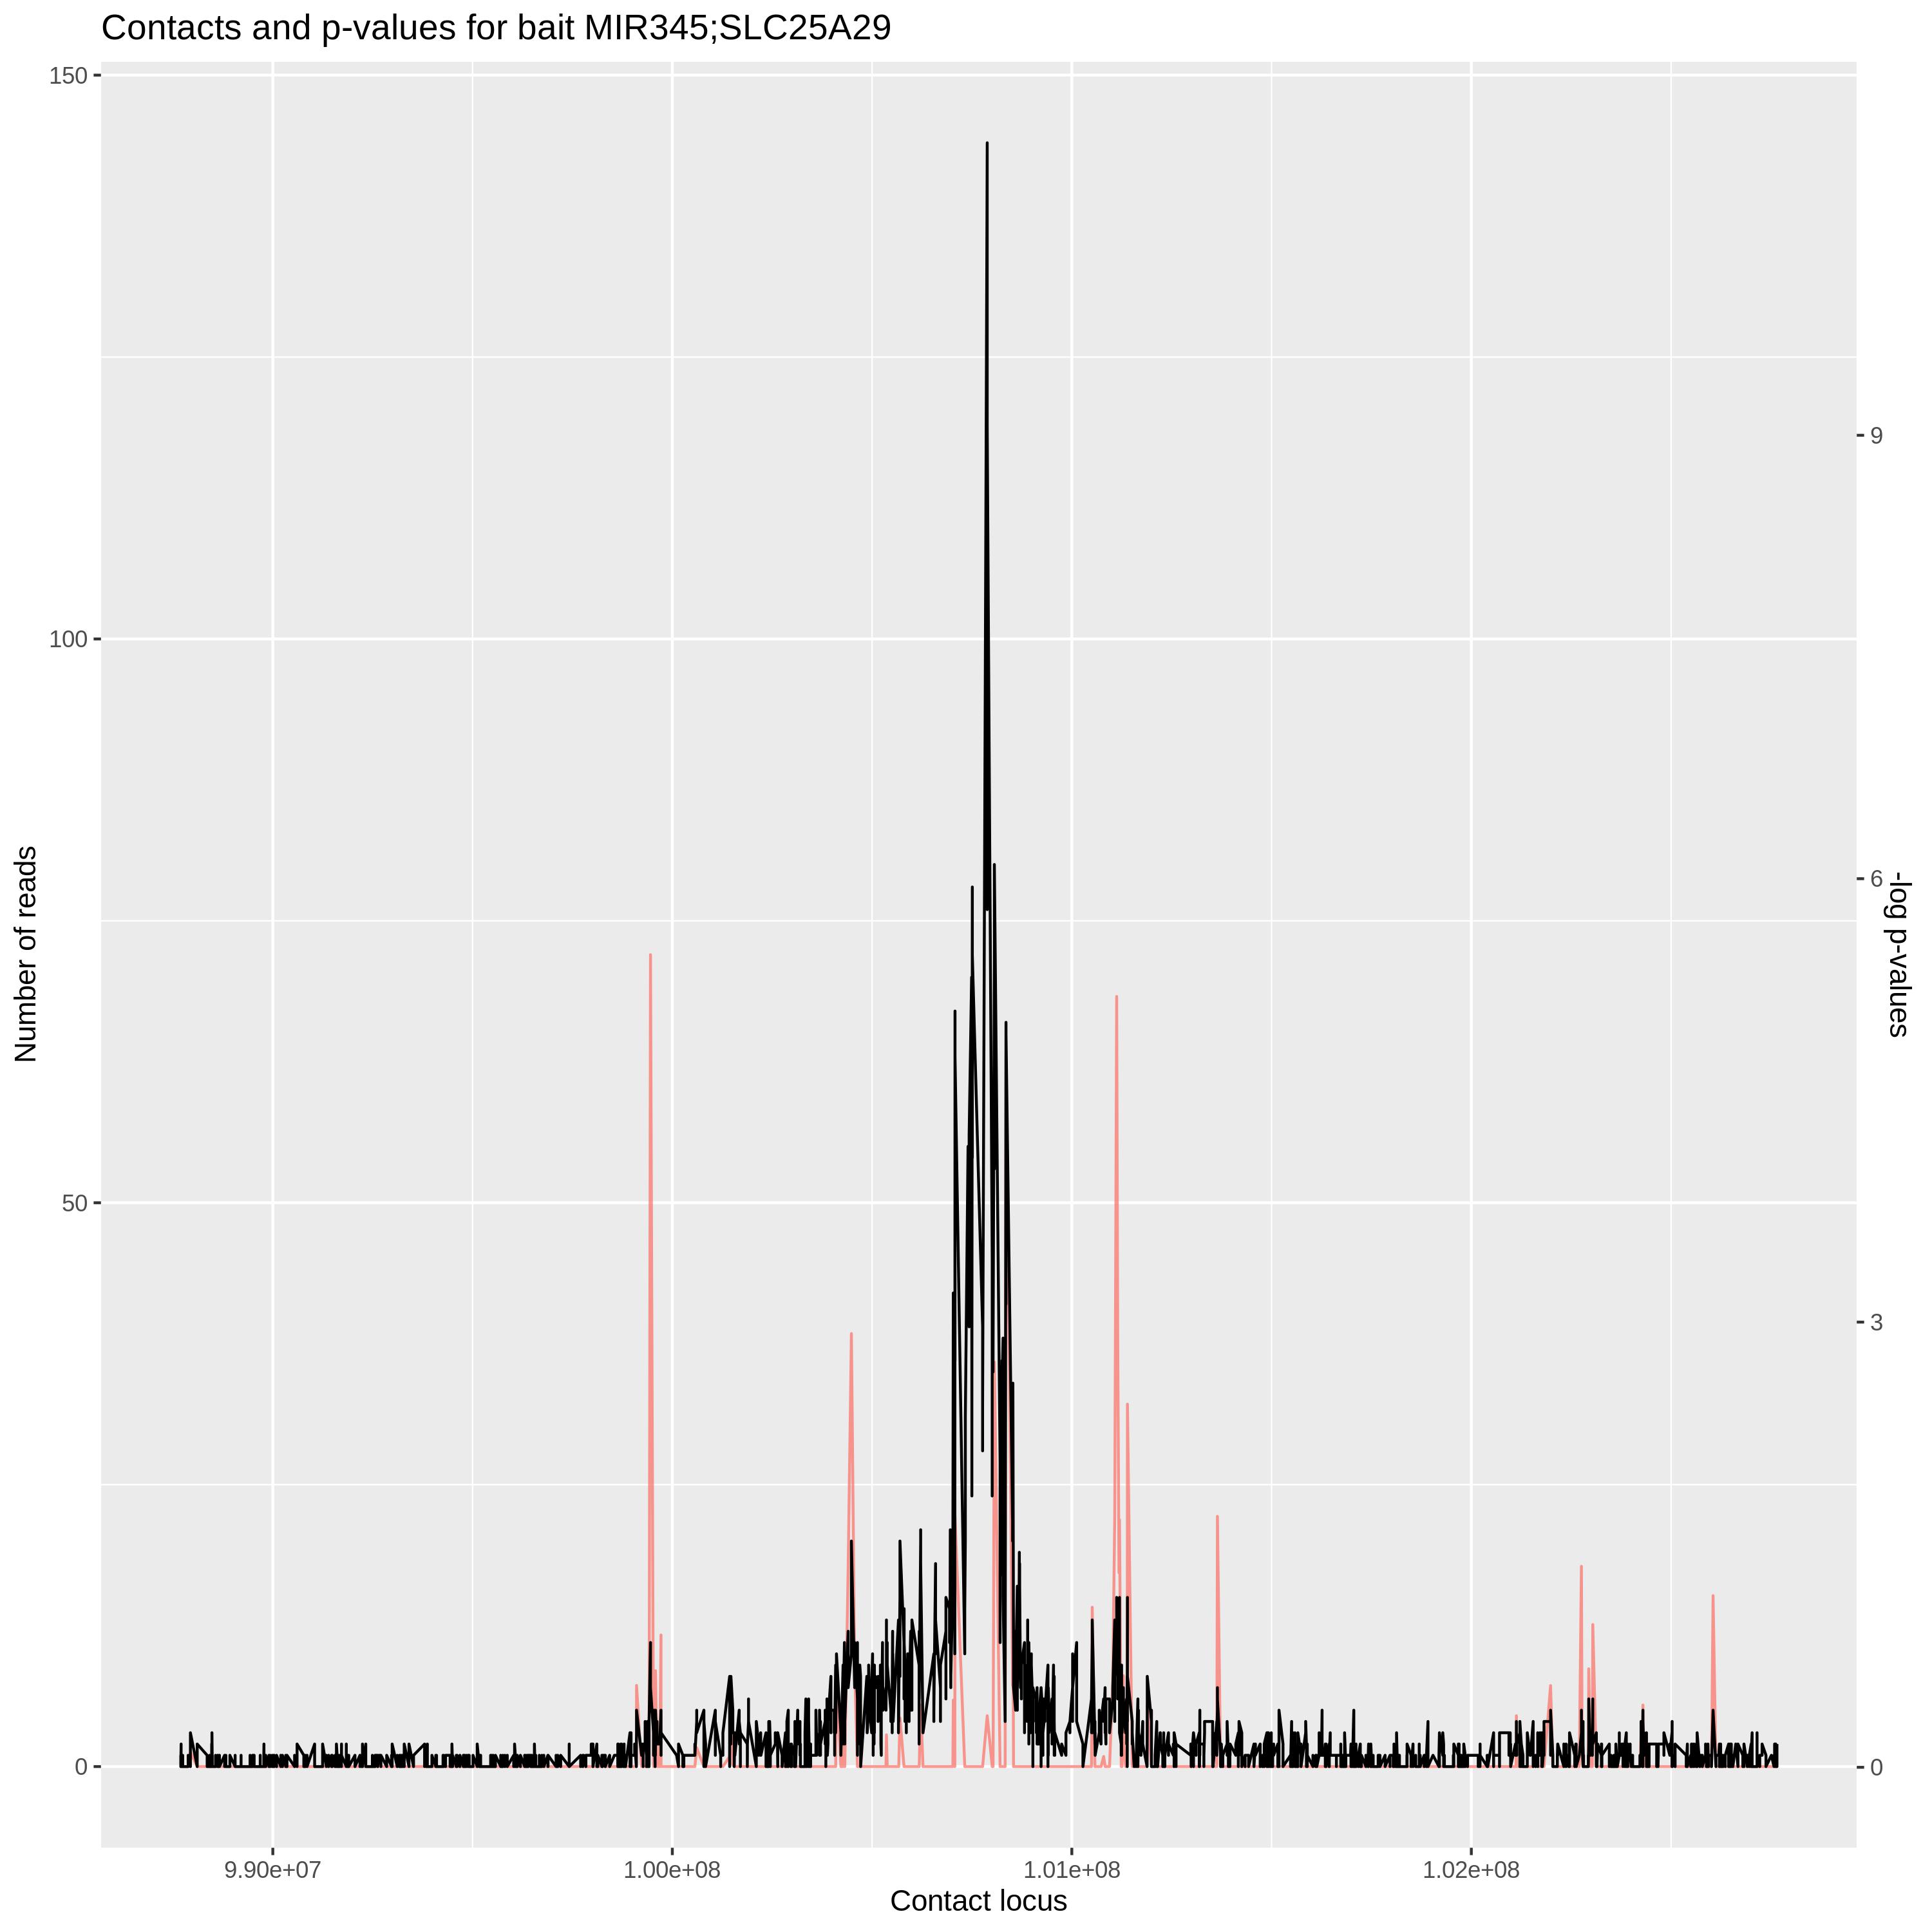 Contacts and p-values for bait MIR345;SLC25A29
150
100
50
0
Number of reads
9
6
3
0
-log p-values
9.90e+07
1.00e+08
1.01e+08
1.02e+08
Contact locus